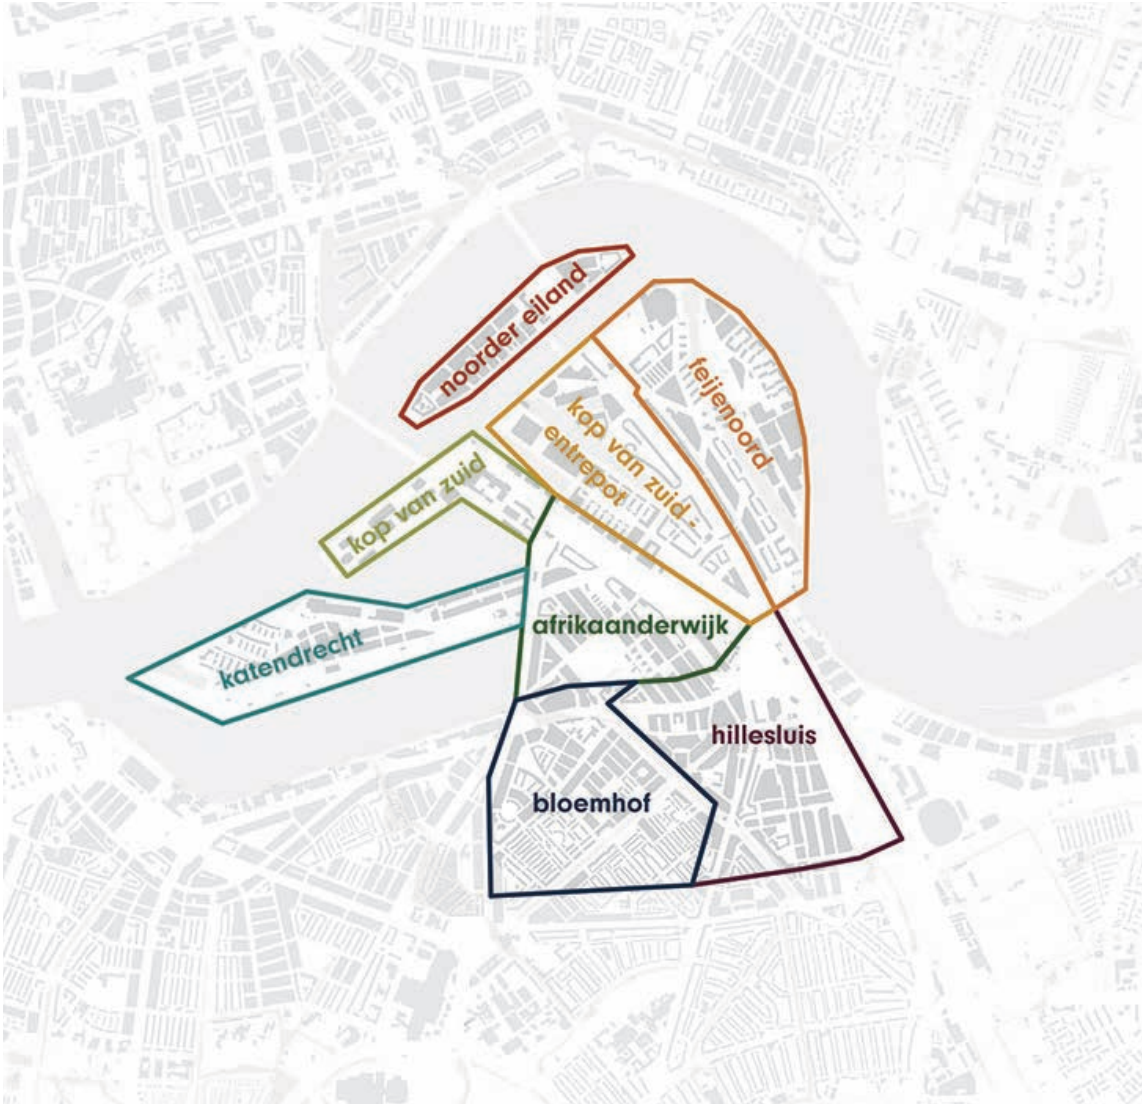 noorder eiland
feijenoord
kop van zuid -
entrepot
kop van zuid
afrikaanderwijk
katendrecht
hillesluis
bloemhof